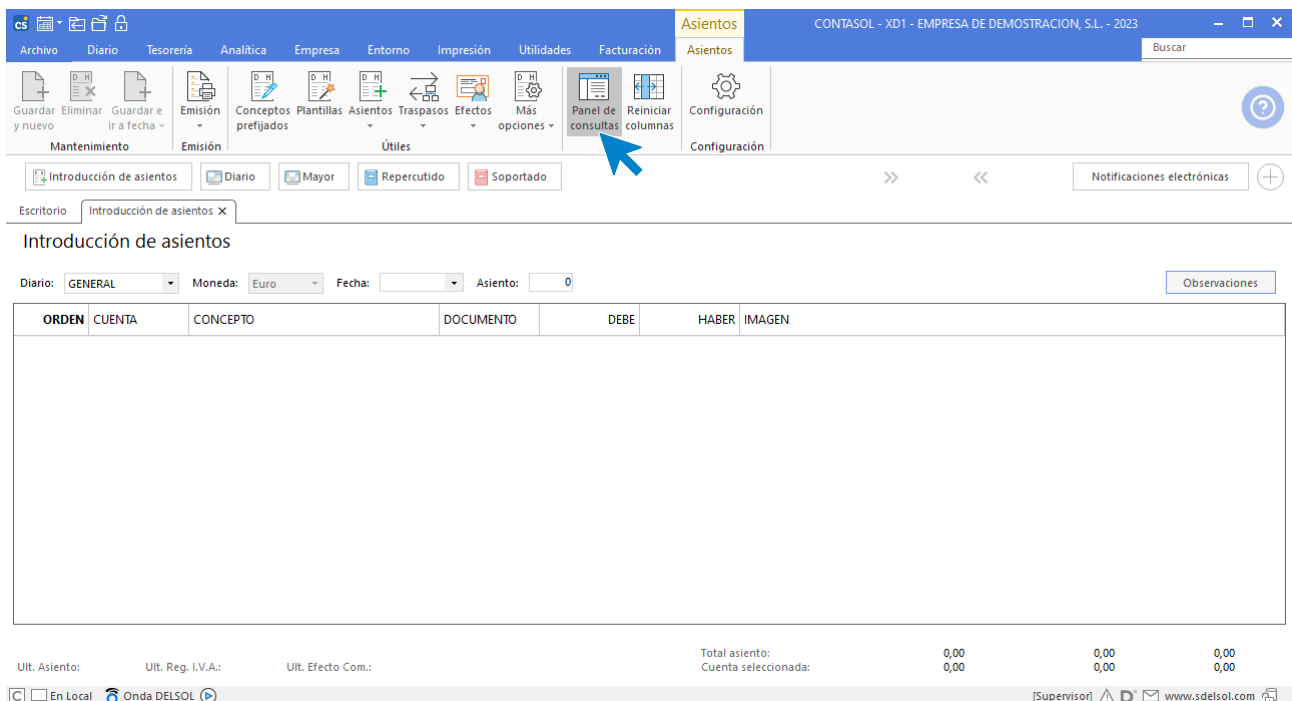 cs Asientos CONTASOL - XD1 - EMPRESA DE DEMOSTRACION, S.L. - 2023
Archivo Diario Tesorería Analítica Empresa Entorno Impresión Utilidades Facturación Asientos Buscar
D H D H D H D H D H
Guardar Eliminar Guardar e Emisión Conceptos Plantillas Asientos Traspasos Efectos Más Panel de Reiniciar Configuración
y nuevo ir a fecha prefijados opciones consultas columnas
Mantenimiento Emisión Útiles Configuración
Introducción de asientos Diario Mayor Repercutido Soportado Notificaciones electrónicas
Escritorio Introducción de asientos
Introducción de asientos
Diario: GENERAL Moneda: Euro Fecha: Asiento: 0 Observaciones
ORDEN CUENTA CONCEPTO DOCUMENTO DEBE HABER IMAGEN
Total asiento: 0,00 0,00 0,00
Ult. Asiento: Ult. Reg. I.V.A.: Ult. Efecto Com.: Cuenta seleccionada: 0,00 0,00 0,00
C En Local Onda DELSOL [Supervisor] D www.sdelsol.com